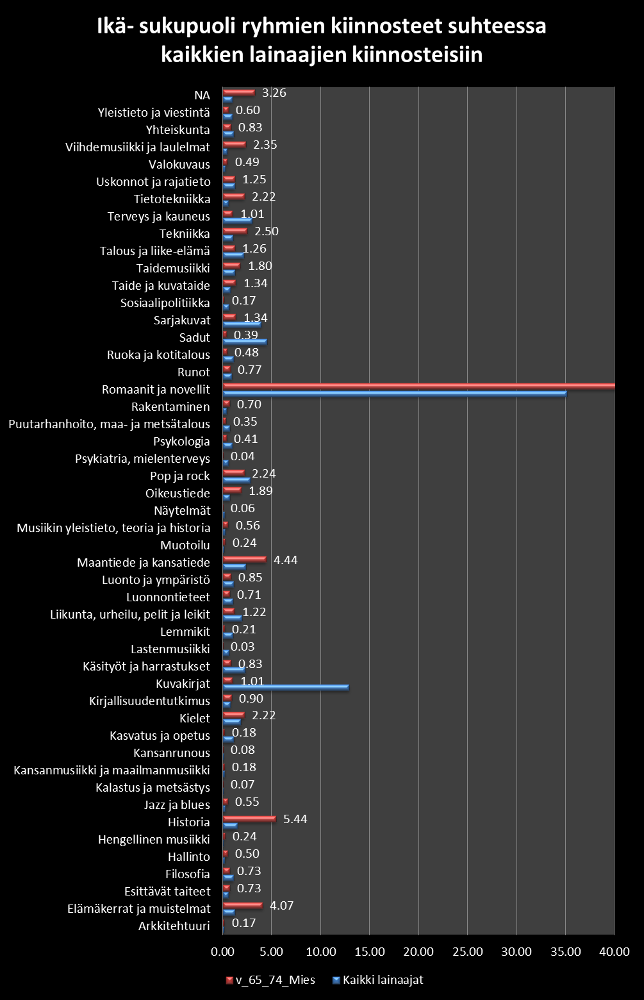 Ikä- sukupuoli ryhmien kiinnosteet suhteessa
kaikkien lainaajien kiinnosteisiin
NA 3.26
Yleistieto ja viestintä 0.60
Yhteiskunta 0.83
Viihdemusiikki ja laulelmat 2.35
Valokuvaus 0.49
Uskonnot ja rajatieto 1.25
Tietotekniikka 2.22
Terveys ja kauneus 1.01
Tekniikka 2.50
Talous ja liike-elämä 1.26
Taidemusiikki 1.80
Taide ja kuvataide 1.34
Sosiaalipolitiikka 0.17
Sarjakuvat 1.34
Sadut 0.39
Ruoka ja kotitalous 0.48
Runot 0.77
Romaanit ja novellit
Rakentaminen 0.70
Puutarhanhoito, maa- ja metsätalous 0.35
Psykologia 0.41
Psykiatria, mielenterveys 0.04
Pop ja rock 2.24
Oikeustiede 1.89
Näytelmät 0.06
Musiikin yleistieto, teoria ja historia 0.56
Muotoilu 0.24
Maantiede ja kansatiede 4.44
Luonto ja ympäristö 0.85
Luonnontieteet 0.71
Liikunta, urheilu, pelit ja leikit 1.22
Lemmikit 0.21
Lastenmusiikki 0.03
Käsityöt ja harrastukset 0.83
Kuvakirjat 1.01
Kirjallisuudentutkimus 0.90
Kielet 2.22
Kasvatus ja opetus 0.18
Kansanrunous 0.08
Kansanmusiikki ja maailmanmusiikki 0.18
Kalastus ja metsästys 0.07
Jazz ja blues 0.55
Historia 5.44
Hengellinen musiikki 0.24
Hallinto 0.50
Filosofia 0.73
Esittävät taiteet 0.73
Elämäkerrat ja muistelmat 4.07
Arkkitehtuuri 0.17
0.00 5.00 10.00 15.00 20.00 25.00 30.00 35.00 40.00
v_65_74_Mies Kaikki lainaajat